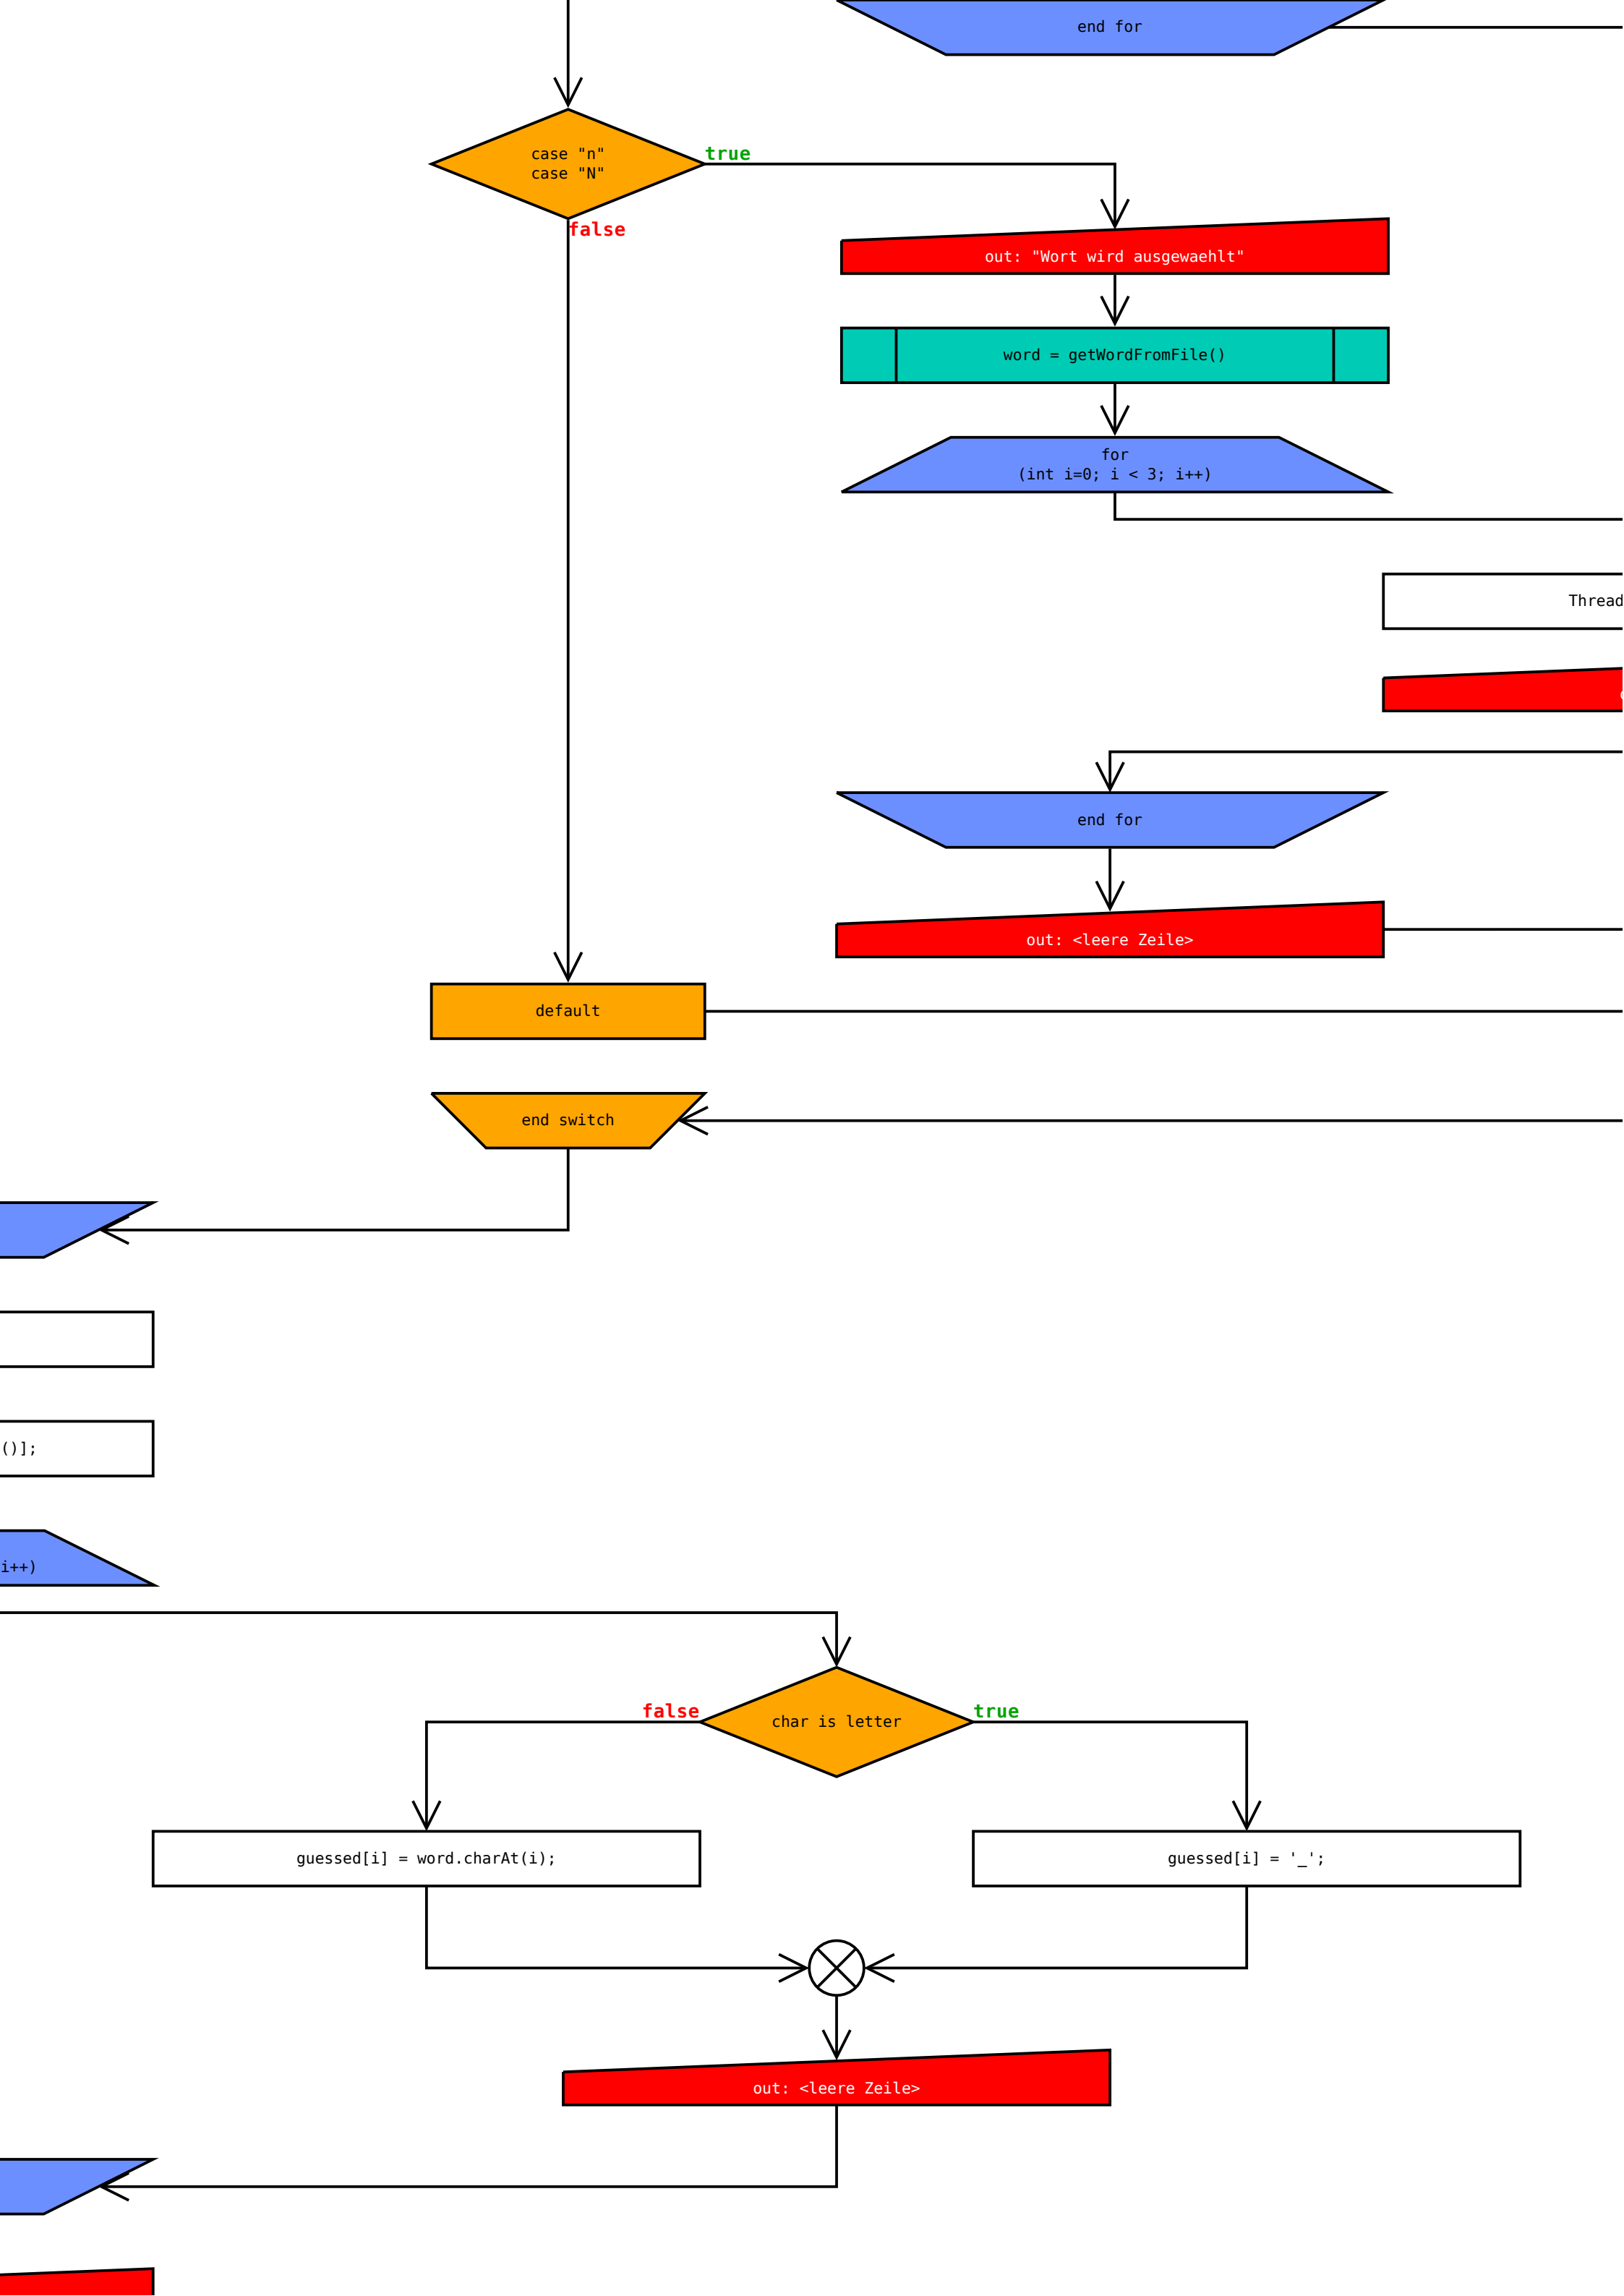 end for
case "n"
case "N"
true
false
out: "Wort wird ausgewaehlt"
word = getWordFromFile()
for
(int i=0; i < 3; i++)
Thread
end for
out: <leere Zeile>
default
end switch
()];
i++)
false
char is letter
true
guessed[i] = word.charAt(i);
guessed[i] = '_';
out: <leere Zeile>